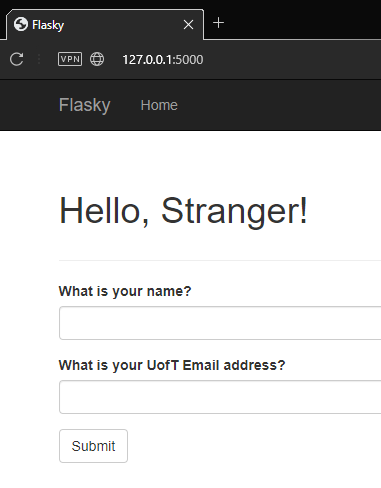 Flasky
VPN 127.0.0.1:5000
Flasky Home
Hello, Stranger!
What is your name?
What is your UofT Email address?
Submit